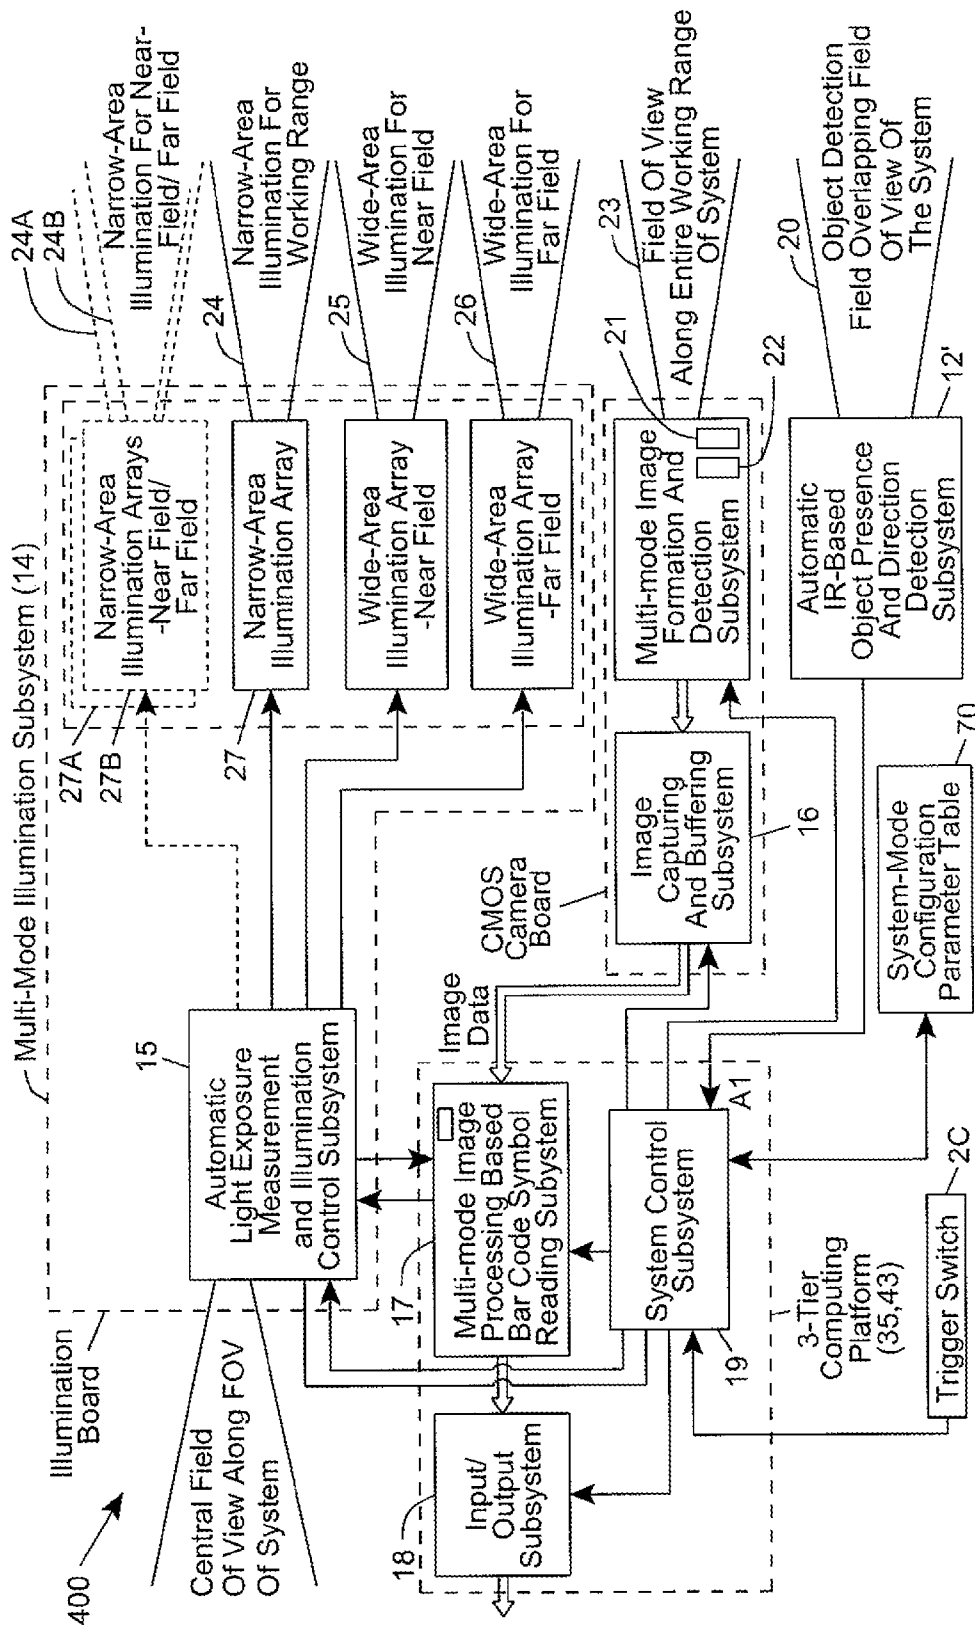 400
Illumination
Board
Multi-Mode Illumination Subsystem (14)
Central Field
Of View Along FOV
Of System
15
Automatic
Light Exposure
Measurement
and Illumination
Control Subsystem
27A
27B
Narrow-Area
Illumination Arrays
-Near Field/
Far Field
24A
24B
Narrow-Area
Illumination For Near-
Field/ Far Field
27
Narrow-Area
Illumination Array
24
Narrow-Area
Illumination For
Working Range
Wide-Area
Illumination Array
-Near Field
25
Wide-Area
Illumination For
Near Field
Wide-Area
Illumination Array
-Far Field
26
Wide-Area
Illumination For
Far Field
18
Input/
Output
Subsystem
17
Multi-mode Image
Processing Based
Bar Code Symbol
Reading Subystem
Image
Data
CMOS
Camera
Board
Image
Capturing
And Buffering
Subsystem
16
Multi-mode Image
Formation And
Detection
Subsystem
21
22
23
Field Of View
Along Entire Working Range
Of System
19
System Control
Subsystem
A1
3-Tier
Computing
Platform
(35,43)
Trigger Switch
2C
System-Mode
Configuration
Parameter Table
70
Automatic
IR-Based
Object Presence
And Direction
Detection
Subsystem
12'
20
Object Detection
Field Overlapping Field
Of View Of
The System